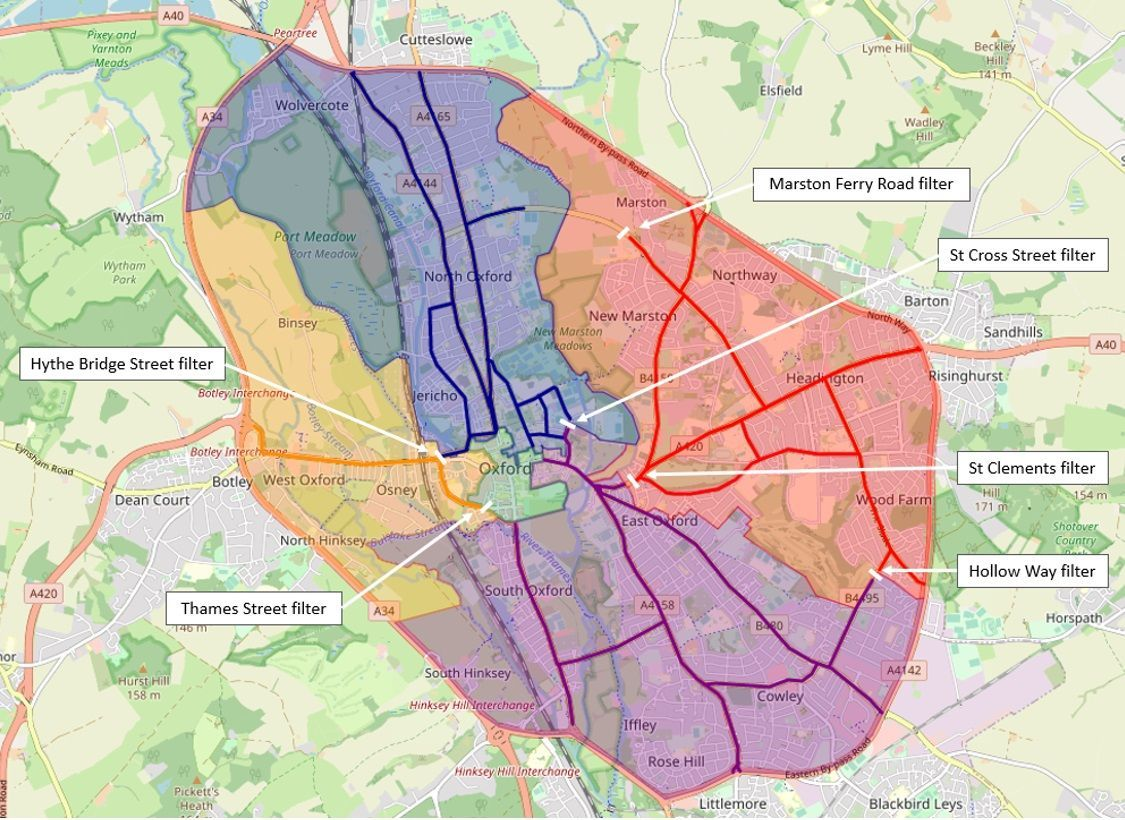 A40
Peartree
Pixey and
Yarnton
Meads
Cutteslowe
Lyme Hill
Beckley
Hill
141 m
Elsfield
Wolvercote
A34
Wadley
Hill
Northern By-pass Road
Marston Ferry Road filter
A4144
Marston
Wytham
Port Meadow
Port Meadow
St Cross Street filter
Wytham
Park
North Oxford
Northway
Barton
Binsey
New Marston
North Way
Sandhills
New Marston
Meadows
A40
Hythe Bridge Street filter
Headington
Risinghurst
Botley Interchange
Jericho
Botley Stream
A420
Eynsham Road
Botley Interchange
Oxford
St Clements filter
Botley
West Oxford
Dean Court
Osney
Wood Farm
Hill
171 m
154 m
East Oxford
Shotover
Country
North Hinksey
River Thames
Hollow Way filter
A420
South Oxford
B4495
Thames Street filter
A34
A4158
Horspath
146 m
B480
A4142
South Hinksey
Hurst Hill
158 m
Cowley
Hinksey Hill Interchange
Iffley
Rose Hill
Hinksey Hill Interchange
Eastern By-pass Road
Pickett's
Heath
Littlemore
Blackbird Leys